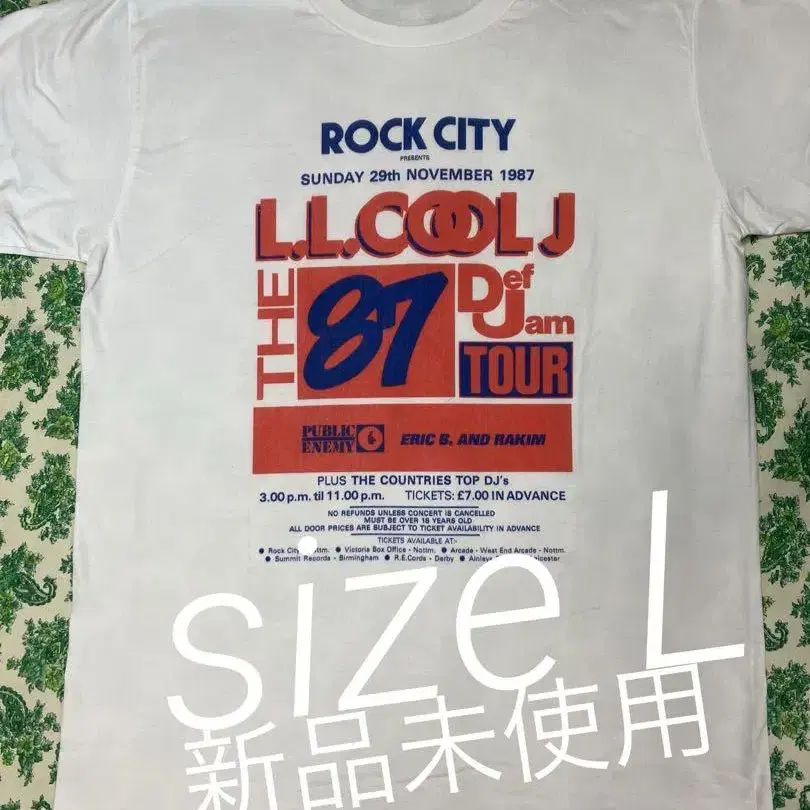 ROCK CITY
PRESENTS
SUNDAY 29th NOVEMBER 1987
L.L.COOL J
THE 87 Def Jam
TOUR
PUBLIC ENEMY ERIC B. AND RAKIM
PLUS THE COUNTRIES TOP DJ's
3.00 p.m. til 11.00 p.m. TICKETS: £7.00 IN ADVANCE
NO REFUNDS UNLESS CONCERT IS CANCELLED
MUST BE OVER 18 YEARS OLD
ALL DOOR PRICES ARE SUBJECT TO TICKET AVAILABILITY IN ADVANCE
TICKETS AVAILABLE AT:-
● Rock City ● Victoria Box Office - Nottm. ● Arcade - West End Arcade - Nottm.
● Summit Records - Birmingham ● R.E.Cords - Derby ● Ainleys
size L
新品未使用